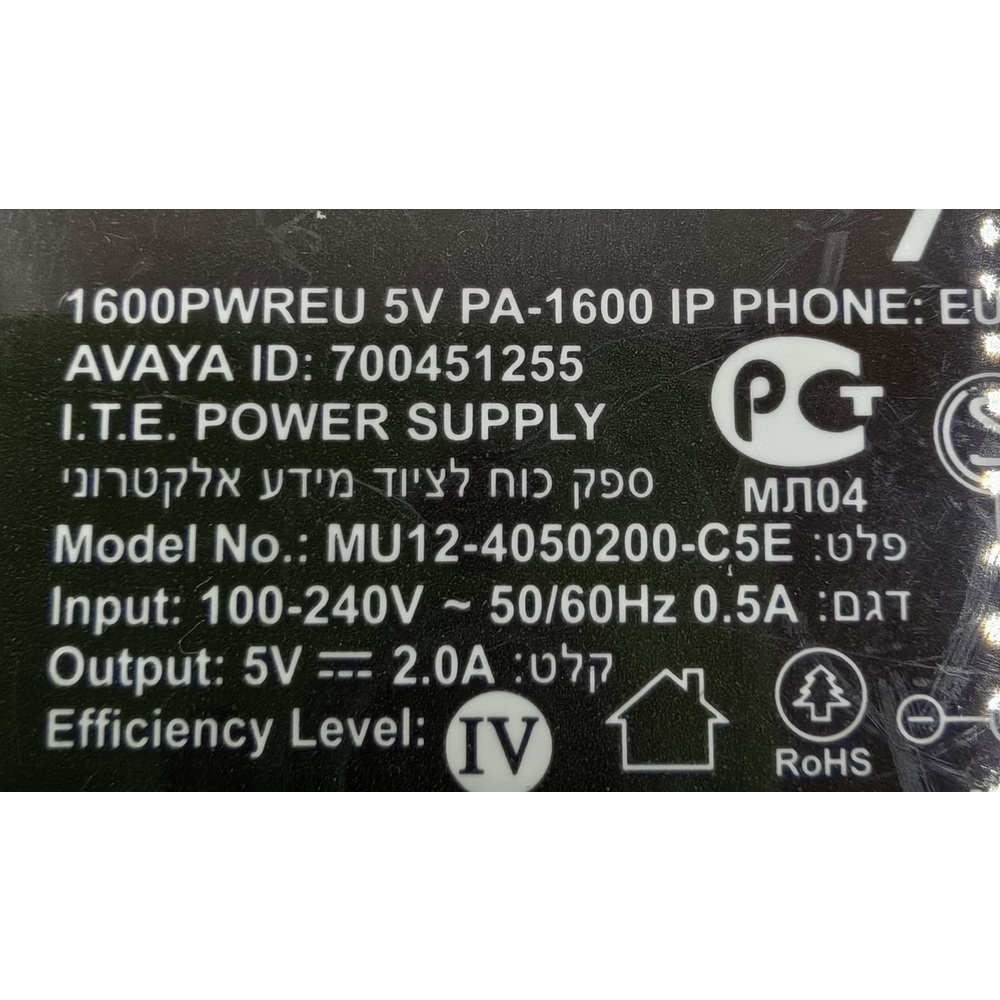 1600PWREU 5V PA-1600 IP PHONE: EU
AVAYA ID: 700451255
I.T.E. POWER SUPPLY
ספק כוח לציוד מידע אלקטרוני
МЛ04
Model No.: MU12-4050200-C5E פלט:
Input: 100-240V ~ 50/60Hz 0.5A דגם:
Output: 5V ⎓ 2.0A קלט:
Efficiency Level: IV
RoHS